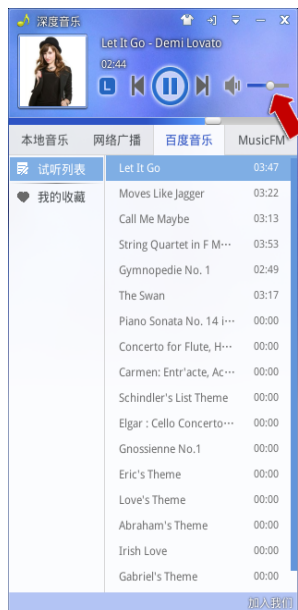 深度音乐
Let It Go - Demi Lovato
02:44
L
本地音乐 网络广播 百度音乐 MusicFM
试听列表
我的收藏
Let It Go 03:47
Moves Like Jagger 03:22
Call Me Maybe 03:13
String Quartet in F M··· 03:53
Gymnopedie No. 1 02:49
The Swan 03:17
Piano Sonata No. 14 i··· 00:00
Concerto for Flute, H··· 00:00
Carmen: Entr'acte, Ac··· 00:00
Schindler's List Theme 00:00
Elgar : Cello Concerto··· 00:00
Gnossienne No.1 00:00
Eric's Theme 00:00
Love's Theme 00:00
Abraham's Theme 00:00
Irish Love 00:00
Gabriel's Theme 00:00
加入我们